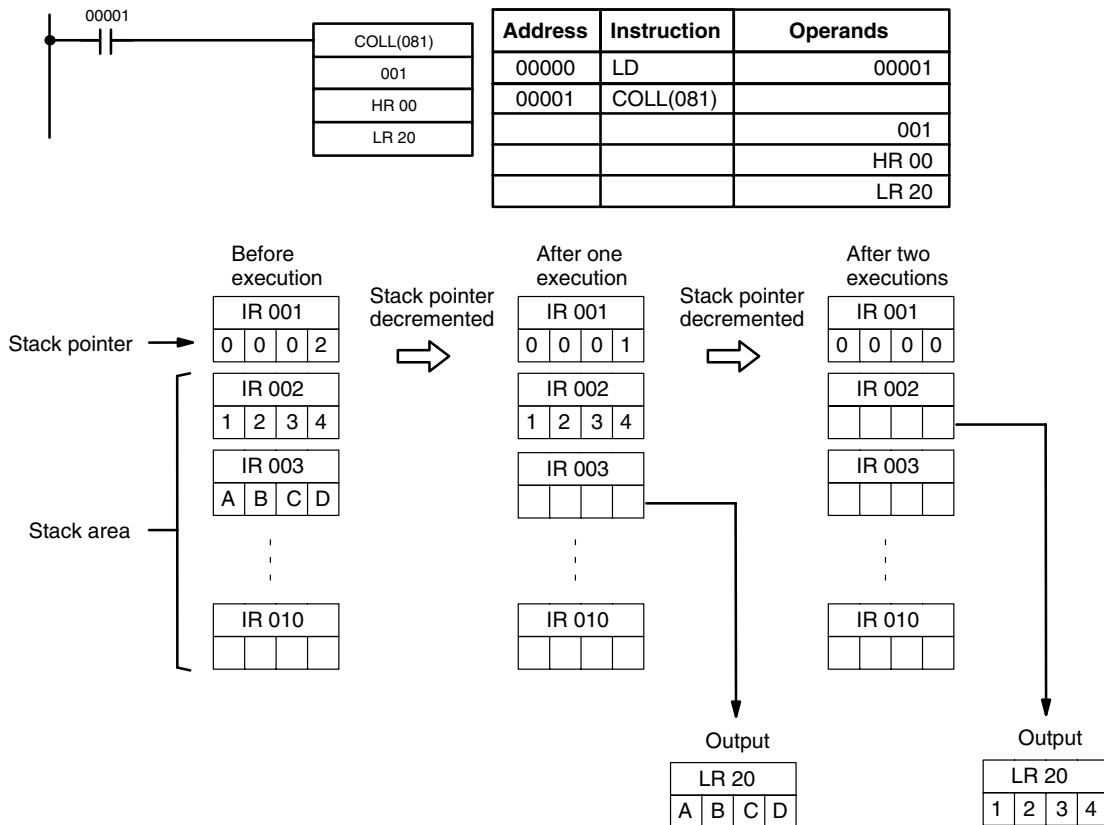 00001
COLL(081)
001
HR 00
LR 20
Address Instruction Operands
00000 LD 00001
00001 COLL(081)
001
HR 00
LR 20
Before
execution
After one
execution
After two
executions
Stack pointer
decremented
Stack pointer
decremented
Stack pointer
IR 001
0 0 0 2
IR 001
0 0 0 1
IR 001
0 0 0 0
IR 002
1 2 3 4
IR 002
1 2 3 4
IR 002
IR 003
A B C D
IR 003
IR 003
Stack area
IR 010
IR 010
IR 010
Output
LR 20
A B C D
Output
LR 20
1 2 3 4